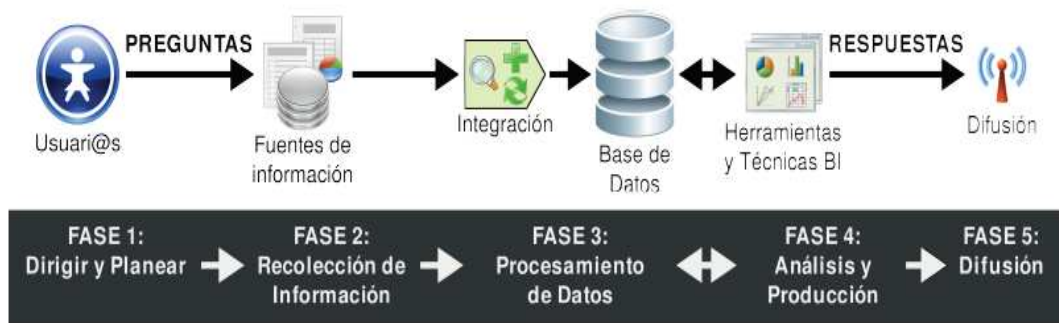 PREGUNTAS
RESPUESTAS
Usuari@s
Fuentes de
información
Integración
Base de
Datos
Herramientas
y Técnicas BI
Difusión
FASE 1:
Dirigir y Planear
FASE 2:
Recolección de
Información
FASE 3:
Procesamiento
de Datos
FASE 4:
Análisis y
Producción
FASE 5:
Difusión